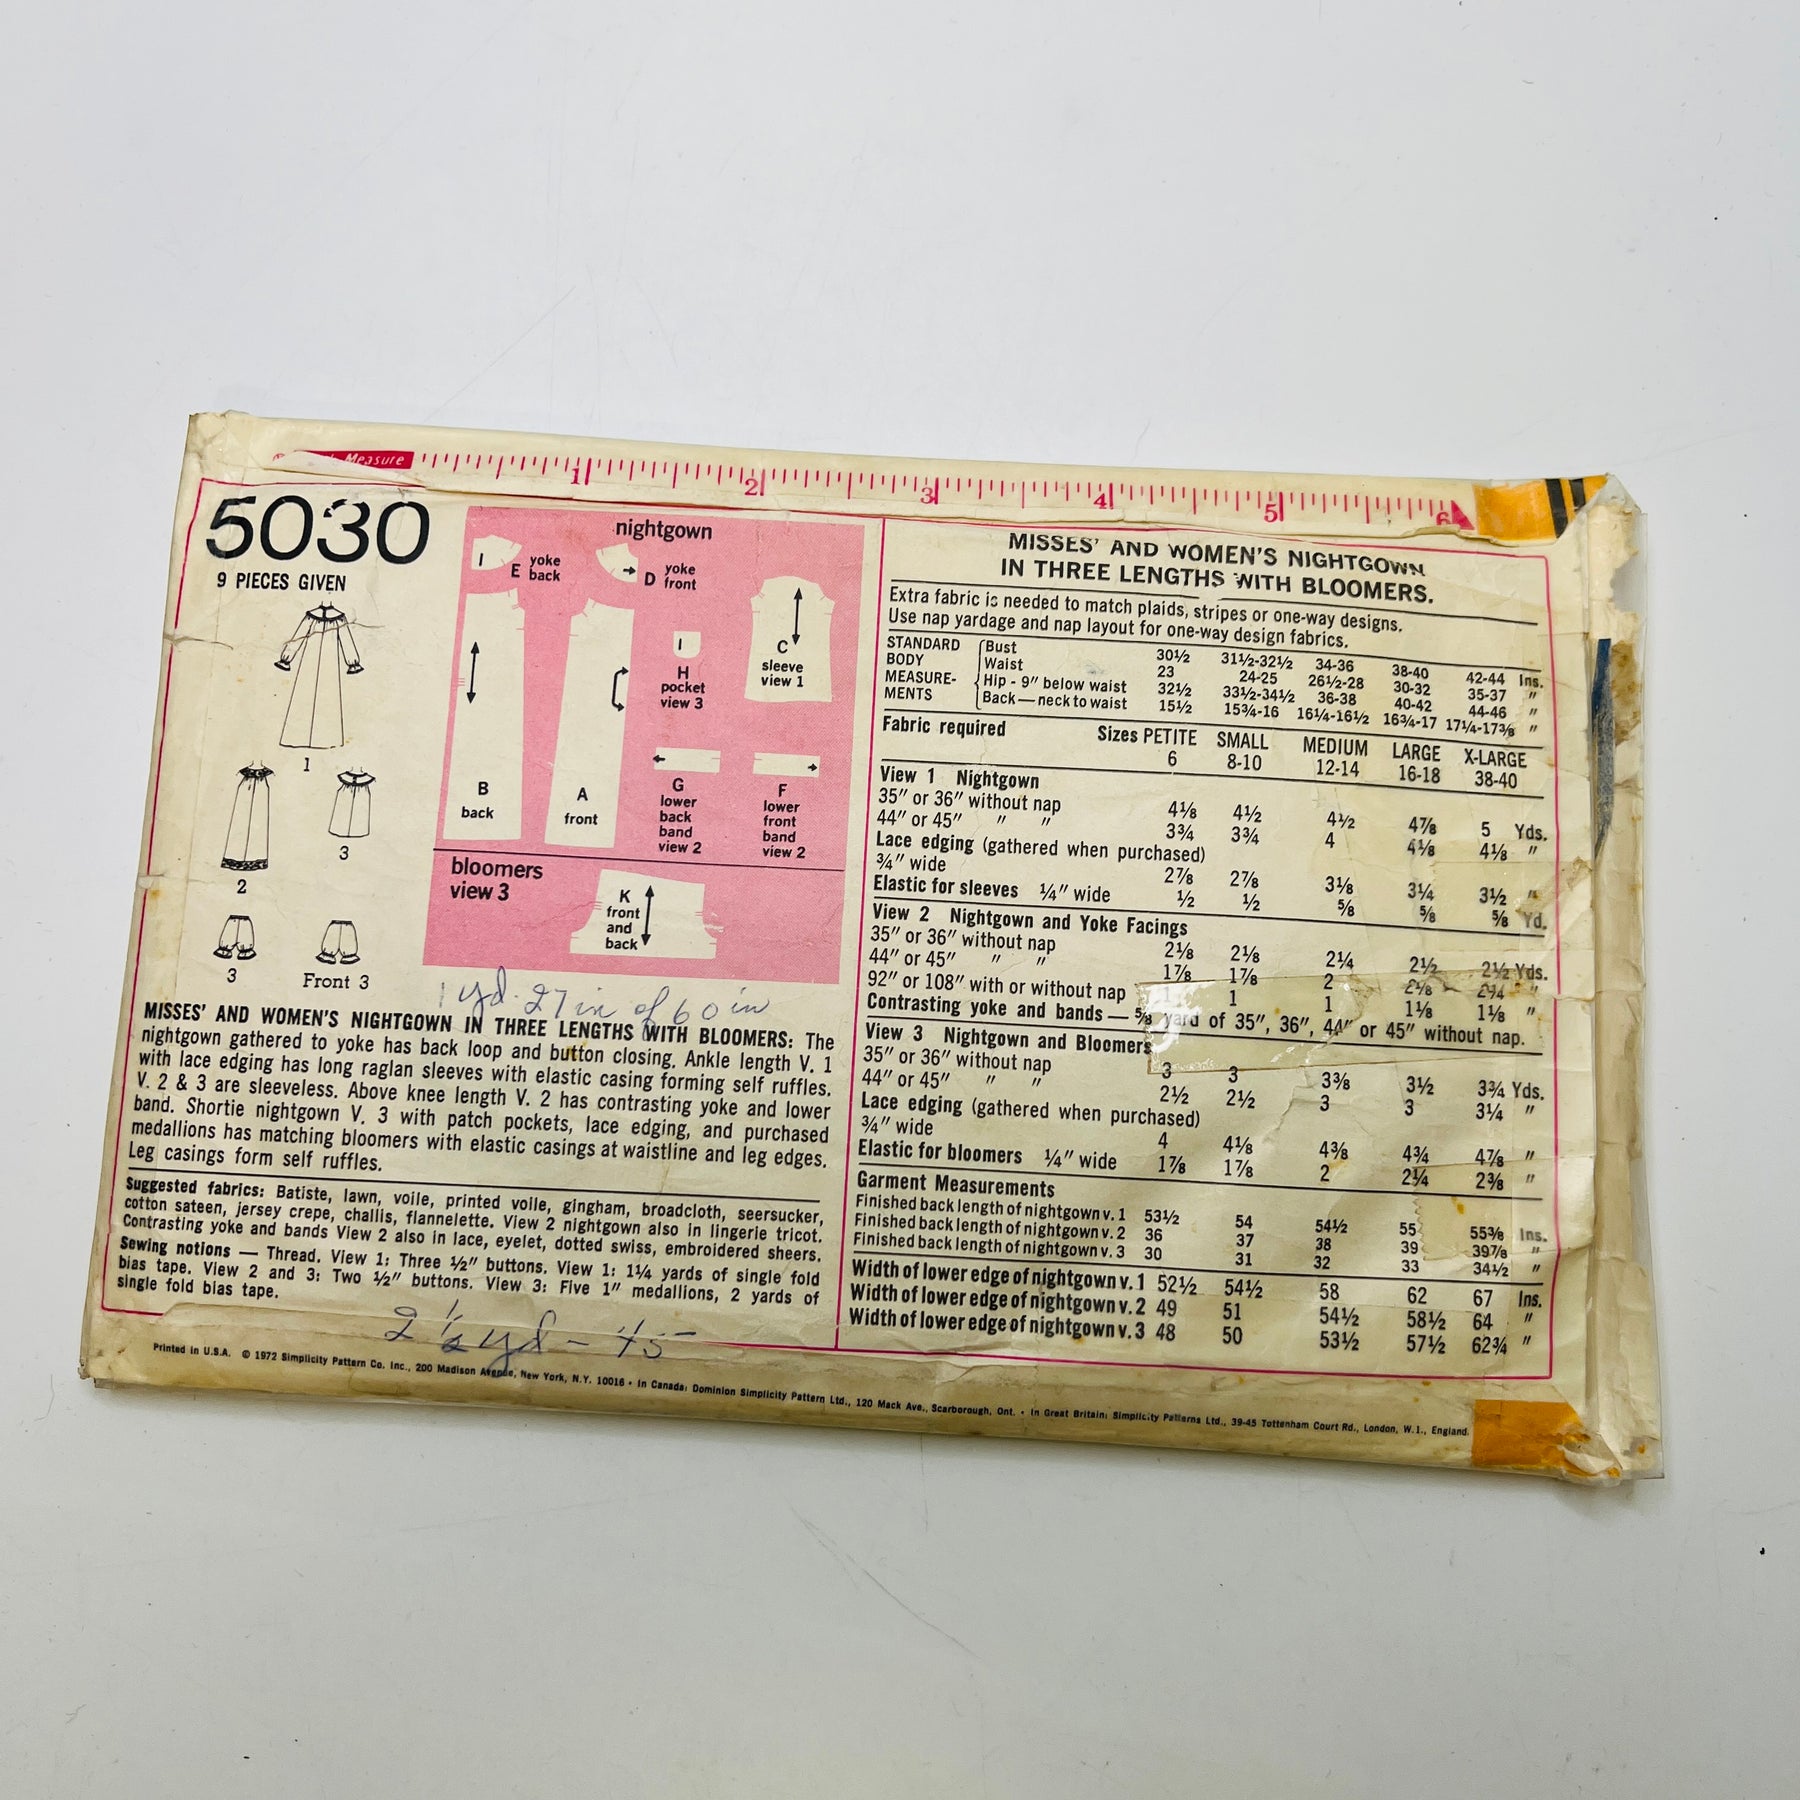 Measure
1 2 3 4 5 6
5030
9 PIECES GIVEN
1
2
3
3
Front 3
nightgown
I
E yoke
back
D yoke
front
I
H
pocket
view 3
C
sleeve
view 1
B
back
A
front
G
lower
back
band
view 2
F
lower
front
band
view 2
bloomers
view 3
K
front
and
back
1 yd. 27 in of 60 in
MISSES' AND WOMEN'S NIGHTGOWN IN THREE LENGTHS WITH BLOOMERS: The
nightgown gathered to yoke has back loop and button closing. Ankle length V. 1
with lace edging has long raglan sleeves with elastic casing forming self ruffles.
V. 2 & 3 are sleeveless. Above knee length V. 2 has contrasting yoke and lower
band. Shortie nightgown V. 3 with patch pockets, lace edging, and purchased
medallions has matching bloomers with elastic casings at waistline and leg edges.
Leg casings form self ruffles.
Suggested fabrics: Batiste, lawn, voile, printed voile, gingham, broadcloth, seersucker,
cotton sateen, jersey crepe, challis, flannelette. View 2 nightgown also in lingerie tricot.
Contrasting yoke and bands View 2 also in lace, eyelet, dotted swiss, embroidered sheers.
Sewing notions — Thread. View 1: Three ½" buttons. View 1: 1¼ yards of single fold
bias tape. View 2 and 3: Two ½" buttons. View 3: Five 1" medallions, 2 yards of
single fold bias tape.
2 ½ yd - 45
MISSES' AND WOMEN'S NIGHTGOWN
IN THREE LENGTHS WITH BLOOMERS.
Extra fabric is needed to match plaids, stripes or one-way designs.
Use nap yardage and nap layout for one-way design fabrics.
STANDARD Bust 30½ 31½-32½ 34-36 38-40 42-44 Ins.
BODY Waist 23 24-25 26½-28 30-32 35-37 "
MEASURE- Hip - 9" below waist 32½ 33½-34½ 36-38 40-42 44-46 "
MENTS Back — neck to waist 15½ 15¾-16 16¼-16½ 16¾-17 17¼-17⅜ "
Fabric required Sizes PETITE SMALL MEDIUM LARGE X-LARGE
6 8-10 12-14 16-18 38-40
View 1 Nightgown
35" or 36" without nap 4⅛ 4½ 4½ 4⅞ 5 Yds.
44" or 45" " " 3¾ 3¾ 4 4⅛ 4⅛ "
Lace edging (gathered when purchased)
¾" wide 2⅞ 2⅞ 3⅛ 3¼ 3½ "
Elastic for sleeves ¼" wide ½ ½ ⅝ ⅝ ⅝ Yd.
View 2 Nightgown and Yoke Facings
35" or 36" without nap 2⅛ 2⅛ 2¼ 2½ 2½ Yds.
44" or 45" " " 1⅞ 1⅞ 2 2⅛ 2¼ "
92" or 108" with or without nap 1 1 1⅛ 1⅛ "
Contrasting yoke and bands — ⅝ yard of 35", 36", 44" or 45" without nap.
View 3 Nightgown and Bloomers
35" or 36" without nap 3 3 3⅜ 3½ 3¾ Yds.
44" or 45" " " 2½ 2½ 3 3 3¼ "
Lace edging (gathered when purchased)
¾" wide 4 4⅛ 4⅜ 4¾ 4⅞ "
Elastic for bloomers ¼" wide 1⅞ 1⅞ 2 2¼ 2⅜ "
Garment Measurements
Finished back length of nightgown v. 1 53½ 54 54½ 55 55⅜ Ins.
Finished back length of nightgown v. 2 36 37 38 39 39⅞ "
Finished back length of nightgown v. 3 30 31 32 33 34½ "
Width of lower edge of nightgown v. 1 52½ 54½ 58 62 67 Ins.
Width of lower edge of nightgown v. 2 49 51 54½ 58½ 64 "
Width of lower edge of nightgown v. 3 48 50 53½ 57½ 62¾ "
Printed in U.S.A. © 1972 Simplicity Pattern Co. Inc., 200 Madison Avenue, New York, N.Y. 10016 • In Canada: Dominion Simplicity Pattern Ltd., 120 Mack Ave., Scarborough, Ont. • In Great Britain: Simplicity Patterns Ltd., 39-45 Tottenham Court Rd., London, W.1., England.